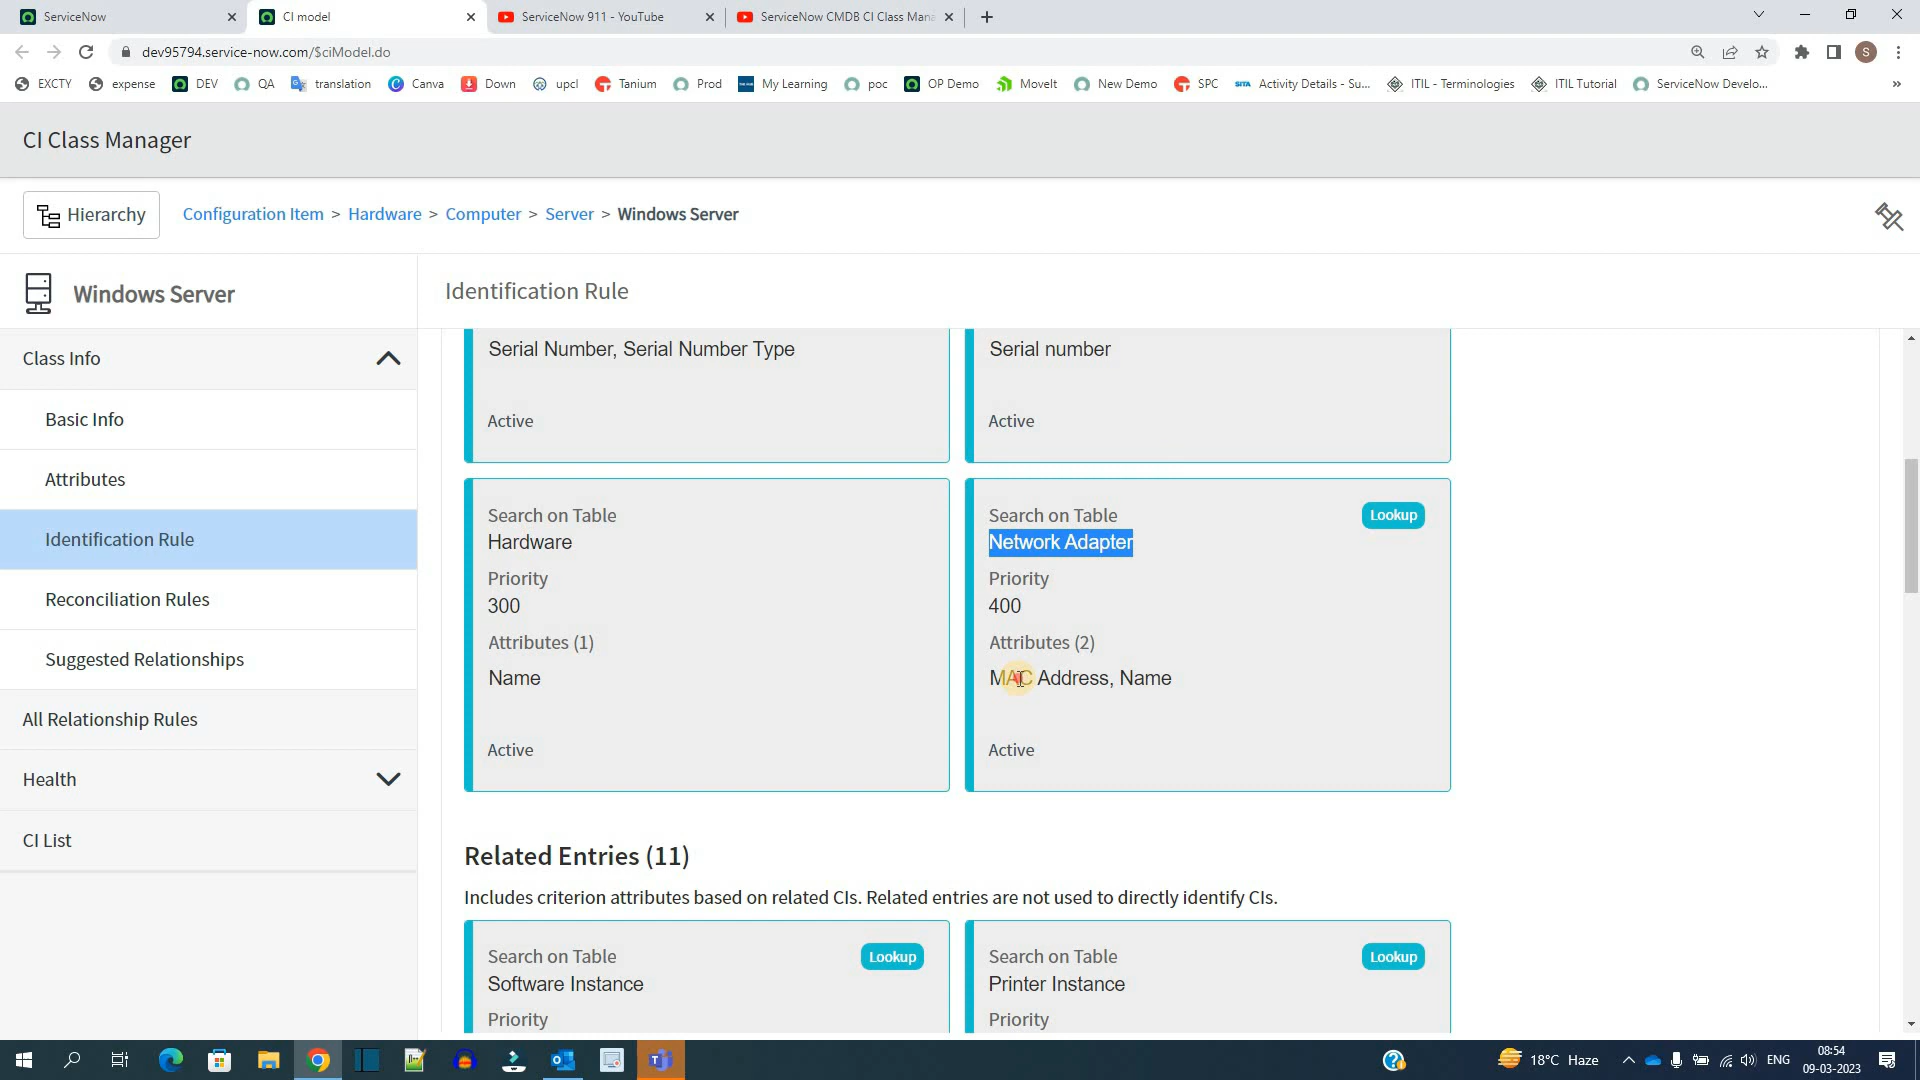 ServiceNow
CI model
ServiceNow 911 - YouTube
ServiceNow CMDB CI Class Mana
dev95794.service-now.com/$ciModel.do
S
EXCTY
expense
DEV
QA
translation
Canva
Down
upcl
Tanium
Prod
My Learning
poc
OP Demo
MoveIt
New Demo
SPC
SITA
Activity Details - Su...
ITIL - Terminologies
ITIL Tutorial
ServiceNow Develo...
»
CI Class Manager
Hierarchy
Configuration Item > Hardware > Computer > Server > Windows Server
Windows Server
Identification Rule
Class Info
Basic Info
Attributes
Identification Rule
Reconciliation Rules
Suggested Relationships
All Relationship Rules
Health
CI List
Serial Number, Serial Number Type
Active
Serial number
Active
Search on Table
Hardware
Priority
300
Attributes (1)
Name
Active
Search on Table
Lookup
Network Adapter
Priority
400
Attributes (2)
MAC Address, Name
Active
Related Entries (11)
Includes criterion attributes based on related CIs. Related entries are not used to directly identify CIs.
Search on Table
Lookup
Software Instance
Priority
Search on Table
Lookup
Printer Instance
Priority
18°C Haze
ENG
08:54
09-03-2023